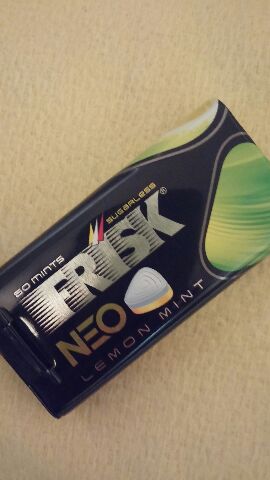 50 MINTS SUGARLESS
FRISK®
NEO
LEMON MINT